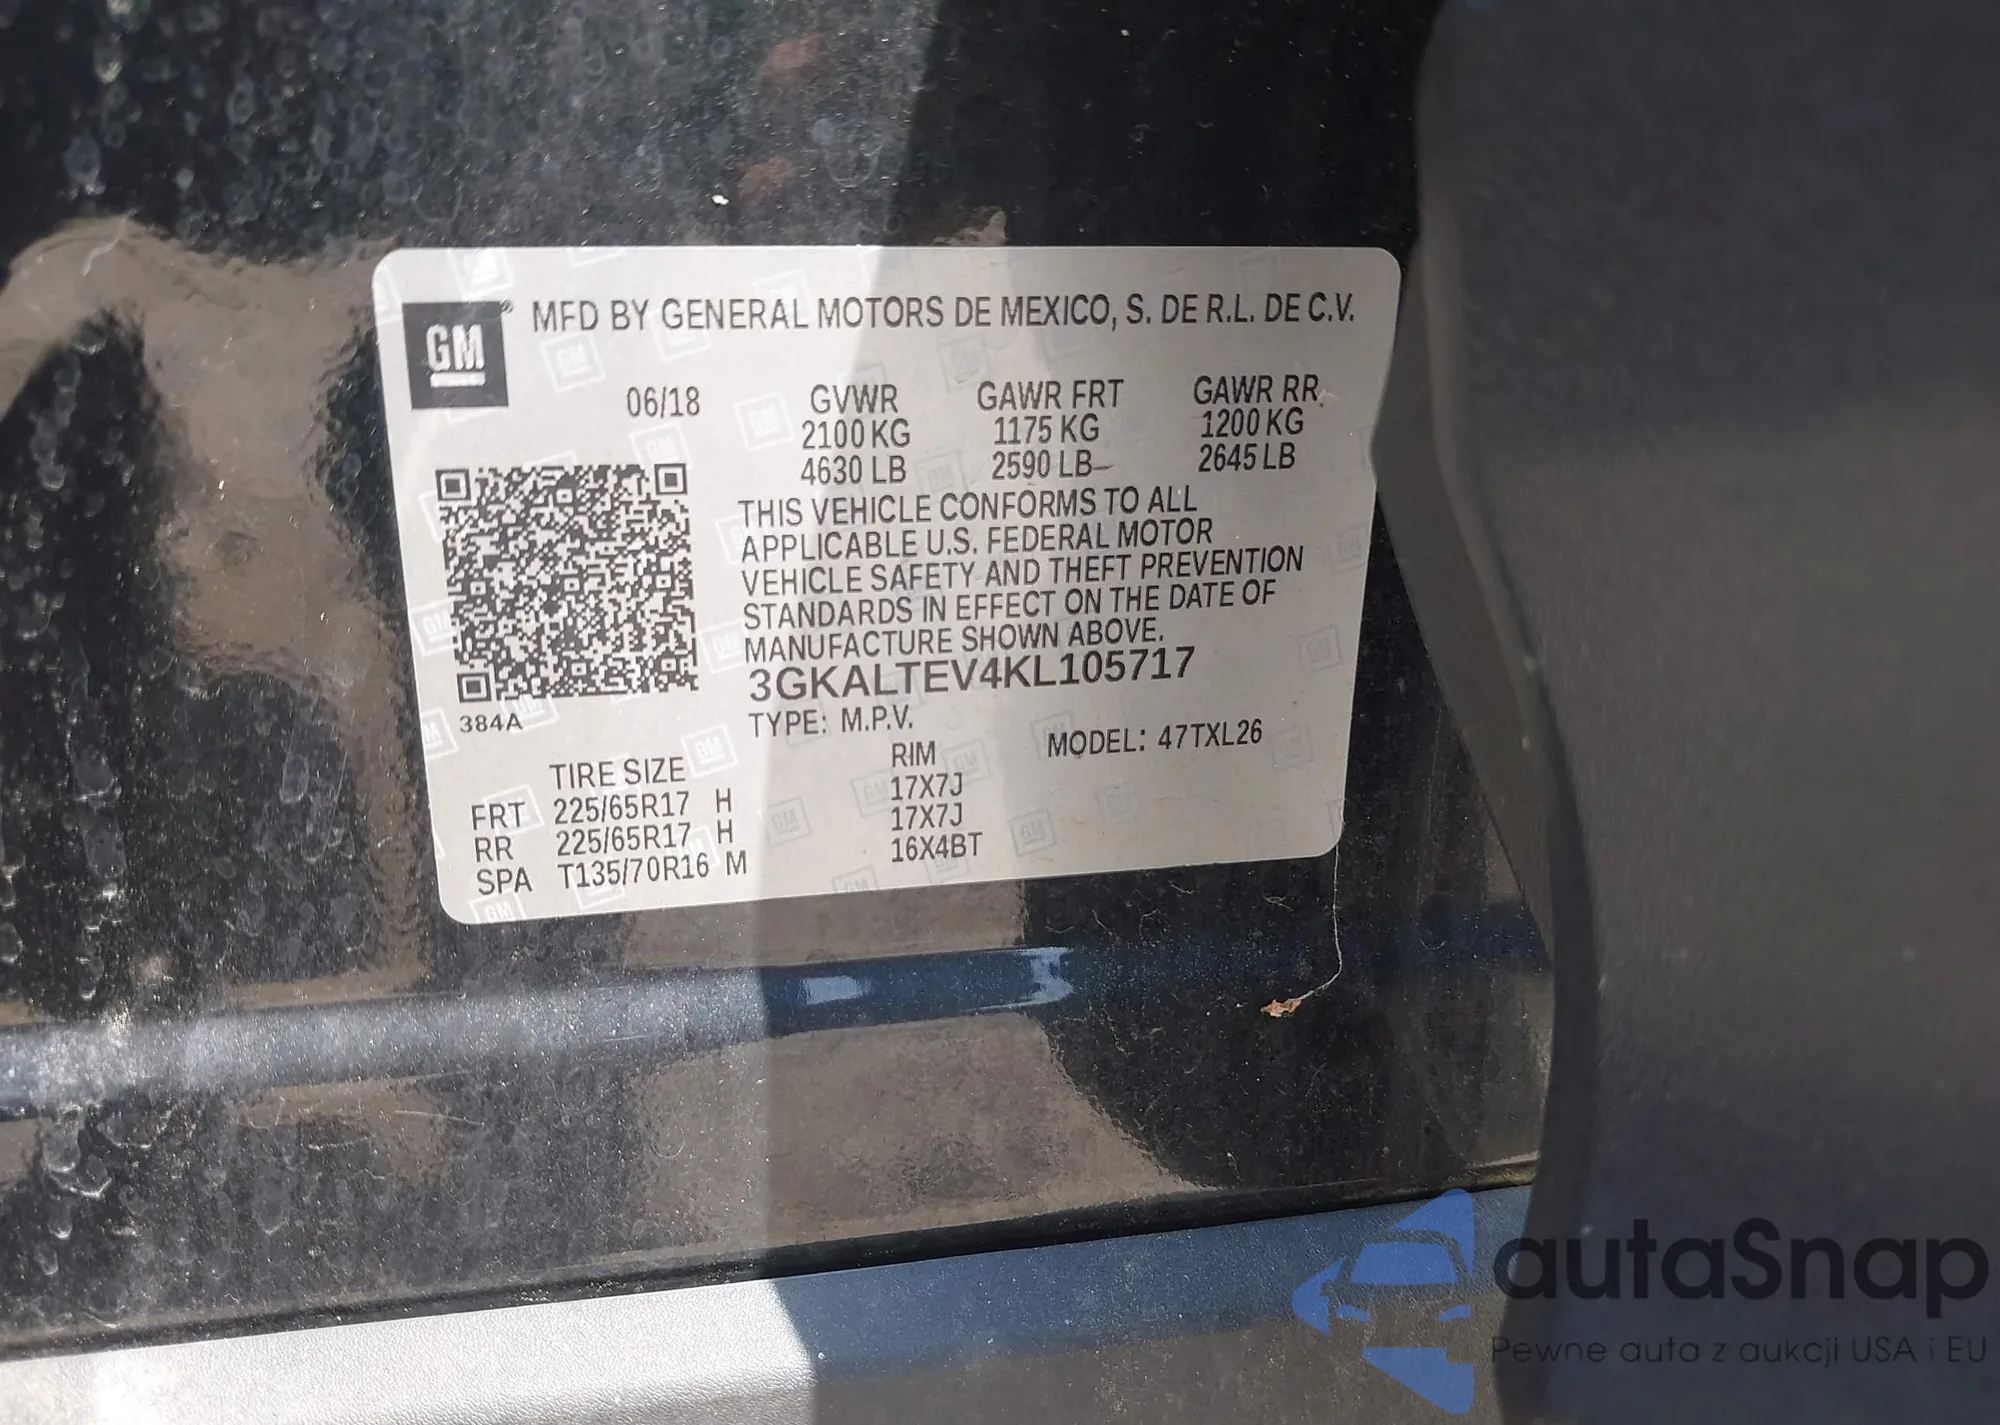 GM® MFD BY GENERAL MOTORS DE MEXICO, S. DE R.L. DE C.V.
06/18 GVWR GAWR FRT GAWR RR
2100 KG 1175 KG 1200 KG
4630 LB 2590 LB 2645 LB
THIS VEHICLE CONFORMS TO ALL
APPLICABLE U.S. FEDERAL MOTOR
VEHICLE SAFETY AND THEFT PREVENTION
STANDARDS IN EFFECT ON THE DATE OF
MANUFACTURE SHOWN ABOVE.
3GKALTEV4KL105717
384A TYPE: M.P.V. MODEL: 47TXL26
TIRE SIZE RIM
FRT 225/65R17 H 17X7J
RR 225/65R17 H 17X7J
SPA T135/70R16 M 16X4BT
autaSnap
Pewne auta z aukcji USA i EU